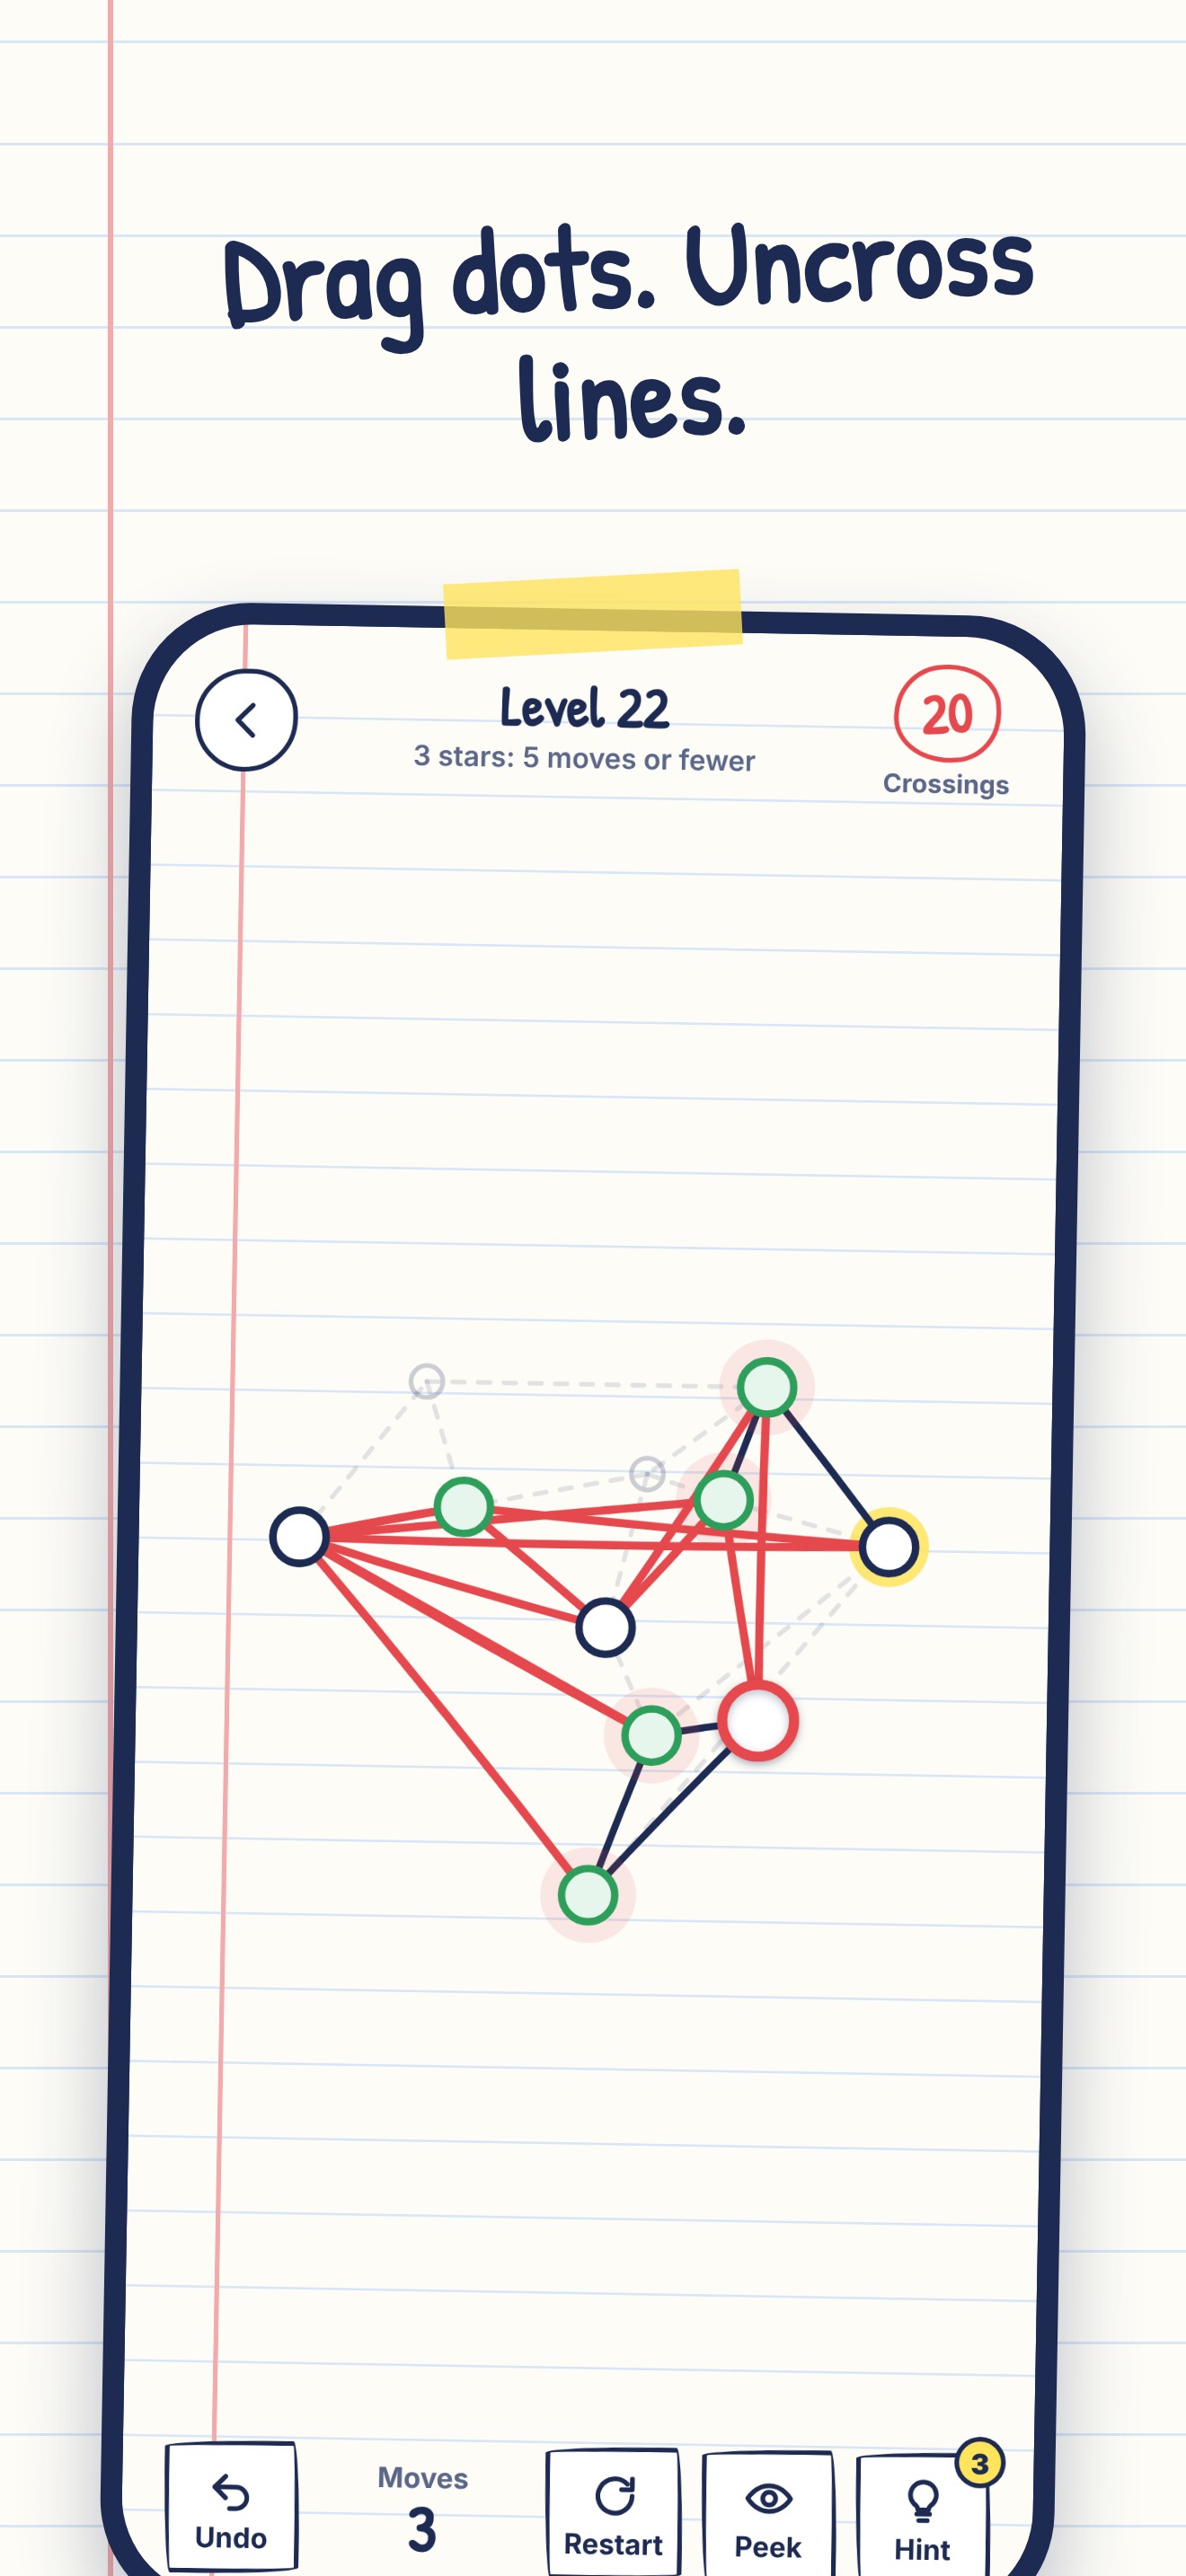 Drag dots. Uncross
lines.
Level 22
3 stars: 5 moves or fewer
20
Crossings
Undo
Moves
3
Restart
Peek
3
Hint